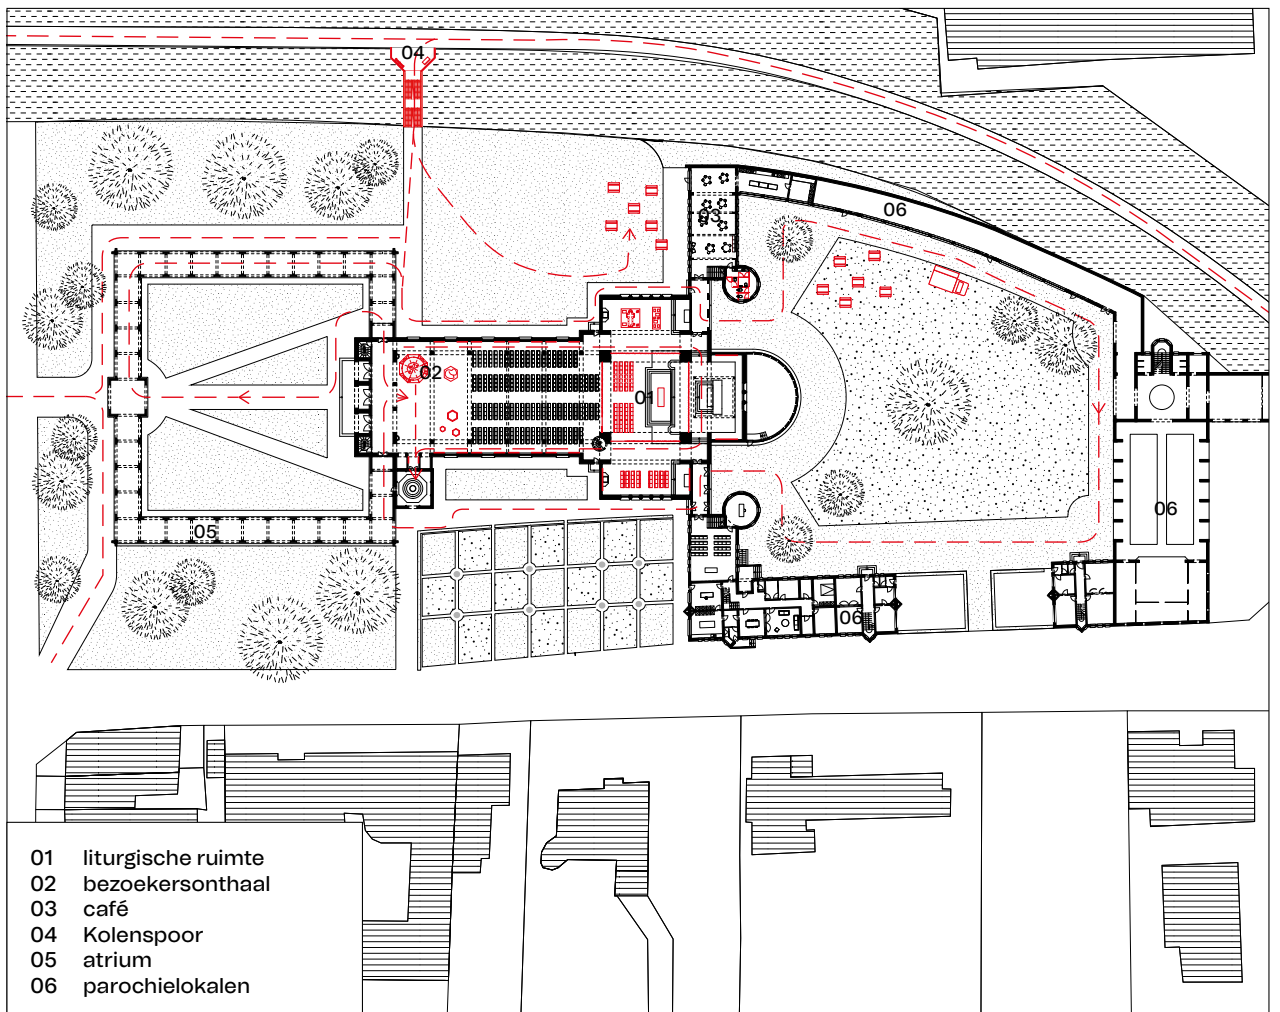 04
06
03
02
01
06
05
06
01 liturgische ruimte
02 bezoekersonthaal
03 café
04 Kolenspoor
05 atrium
06 parochielokalen